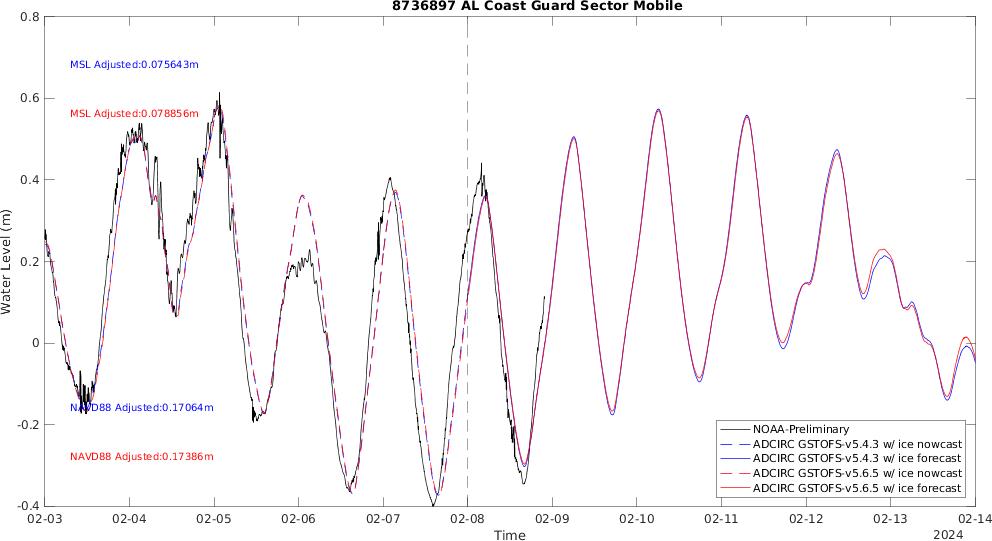 8736897 AL Coast Guard Sector Mobile
0.8
0.6
0.4
0.2
0
-0.2
-0.4
Water Level (m)
MSL Adjusted:0.075643m
MSL Adjusted:0.078856m
NAVD88 Adjusted:0.17064m
NAVD88 Adjusted:0.17386m
NOAA-Preliminary
ADCIRC GSTOFS-v5.4.3 w/ ice nowcast
ADCIRC GSTOFS-v5.4.3 w/ ice forecast
ADCIRC GSTOFS-v5.6.5 w/ ice nowcast
ADCIRC GSTOFS-v5.6.5 w/ ice forecast
02-03 02-04 02-05 02-06 02-07 02-08 02-09 02-10 02-11 02-12 02-13 02-14
Time
2024